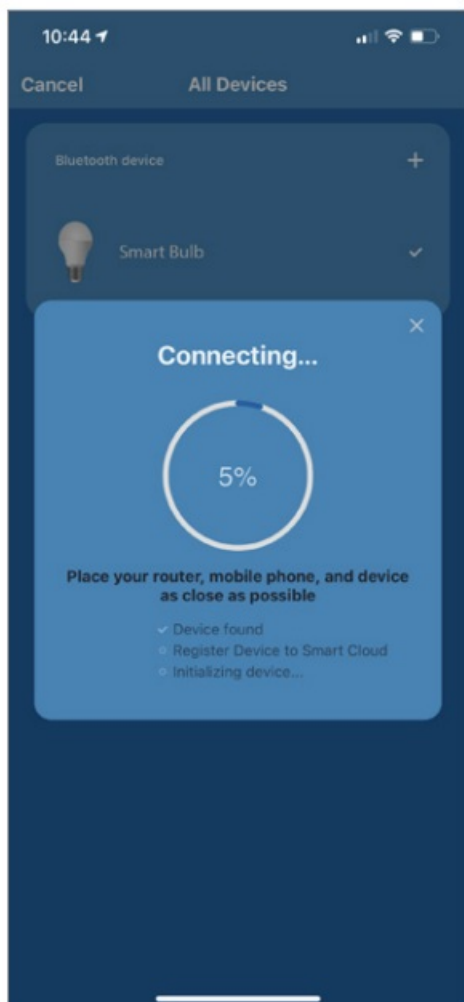 10:44
Cancel All Devices
Bluetooth device
Smart Bulb
Connecting...
5%
Place your router, mobile phone, and device
as close as possible
Device found
Register Device to Smart Cloud
Initializing device...